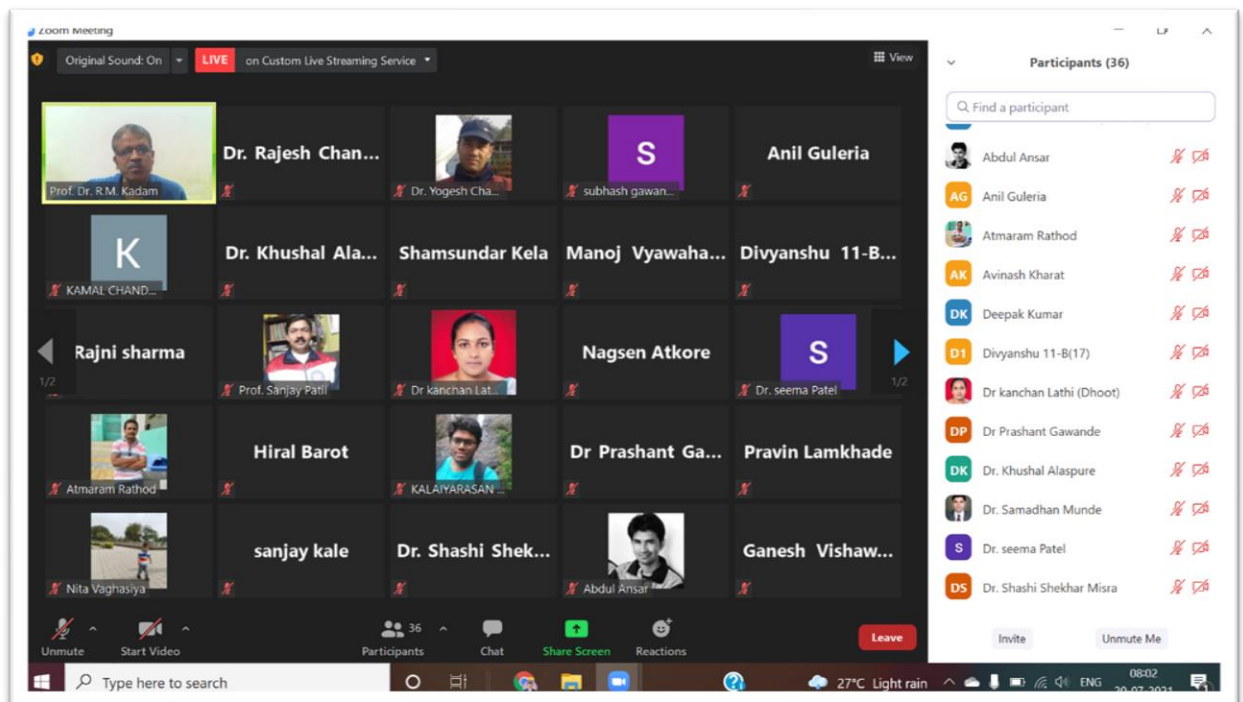 Zoom Meeting
Original Sound: On
LIVE on Custom Live Streaming Service
View
Prof. Dr. R.M. Kadam
Dr. Rajesh Chan...
Dr. Yogesh Cha...
S
subhash gawan...
Anil Guleria
K
KAMAL CHAND...
Dr. Khushal Ala...
Shamsundar Kela
Manoj Vyawaha...
Divyanshu 11-B...
1/2
Rajni sharma
Prof. Sanjay Patil
Dr kanchan Lat...
Nagsen Atkore
S
Dr. seema Patel
1/2
Atmaram Rathod
Hiral Barot
KALAIYARASAN ...
Dr Prashant Ga...
Pravin Lamkhade
Nita Vaghasiya
sanjay kale
Dr. Shashi Shek...
Abdul Ansar
Ganesh Vishaw...
Unmute
Start Video
36
Participants
Chat
Share Screen
Reactions
Leave
Participants (36)
Find a participant
Abdul Ansar
AG Anil Guleria
Atmaram Rathod
AK Avinash Kharat
DK Deepak Kumar
D1 Divyanshu 11-B(17)
Dr kanchan Lathi (Dhoot)
DP Dr Prashant Gawande
DK Dr. Khushal Alaspure
Dr. Samadhan Munde
S Dr. seema Patel
DS Dr. Shashi Shekhar Misra
Invite
Unmute Me
Type here to search
27°C Light rain
ENG
08:02
20-07-2021
1